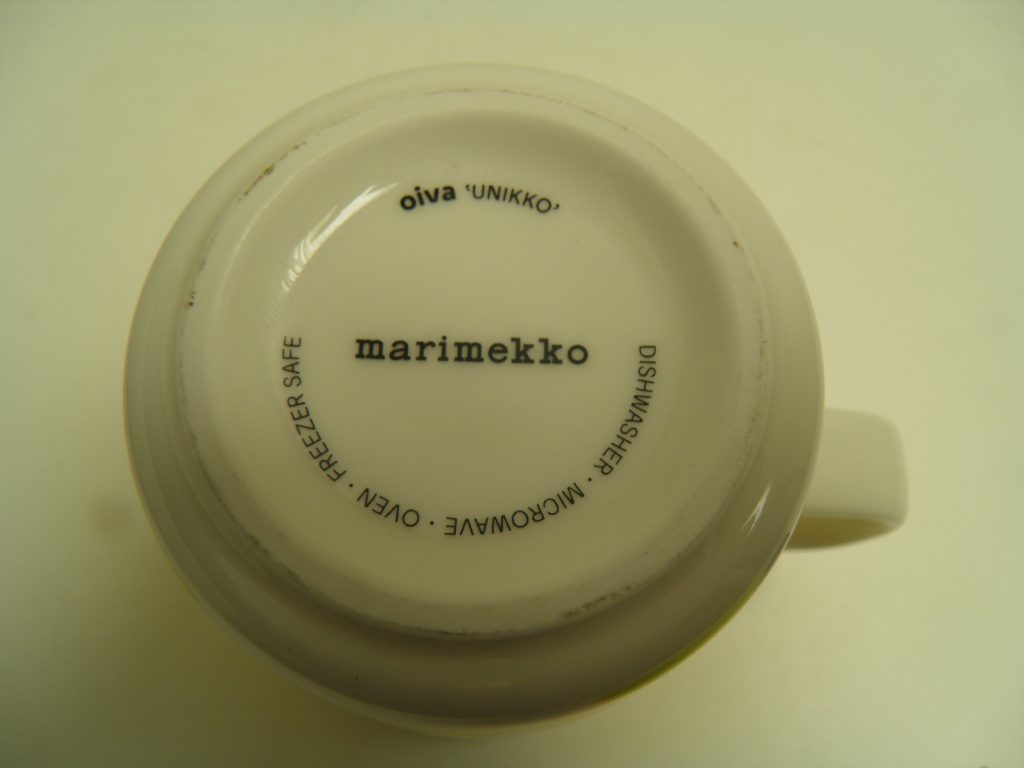 oiva 'UNIKKO'
marimekko
DISHWASHER · MICROWAVE · OVEN · FREEZER SAFE